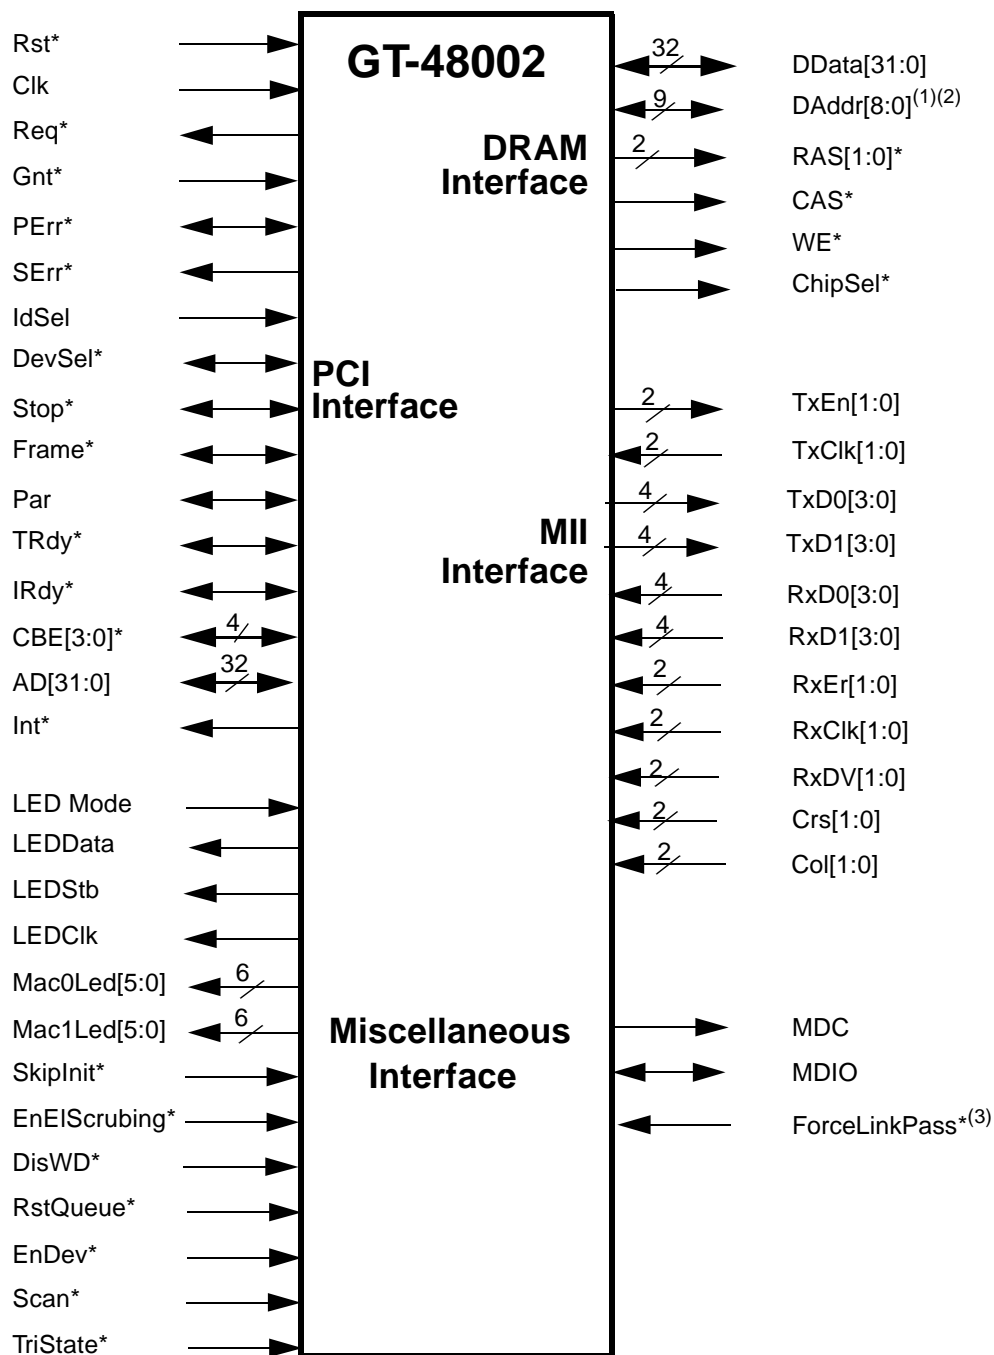 GT-48002
Rst*
Clk
Req*
Gnt*
PErr*
SErr*
IdSel
DevSel*
Stop*
Frame*
Par
TRdy*
IRdy*
CBE[3:0]* 4
AD[31:0] 32
Int*
PCI
Interface
LED Mode
LEDData
LEDStb
LEDClk
Mac0Led[5:0] 6
Mac1Led[5:0] 6
SkipInit*
EnElScrubing*
DisWD*
RstQueue*
EnDev*
Scan*
TriState*
Miscellaneous
Interface
DRAM
Interface
32 DData[31:0]
9 DAddr[8:0](1)(2)
2 RAS[1:0]*
CAS*
WE*
ChipSel*
MII
Interface
2 TxEn[1:0]
2 TxClk[1:0]
4 TxD0[3:0]
4 TxD1[3:0]
4 RxD0[3:0]
4 RxD1[3:0]
2 RxEr[1:0]
2 RxClk[1:0]
2 RxDV[1:0]
2 Crs[1:0]
2 Col[1:0]
MDC
MDIO
ForceLinkPass*(3)